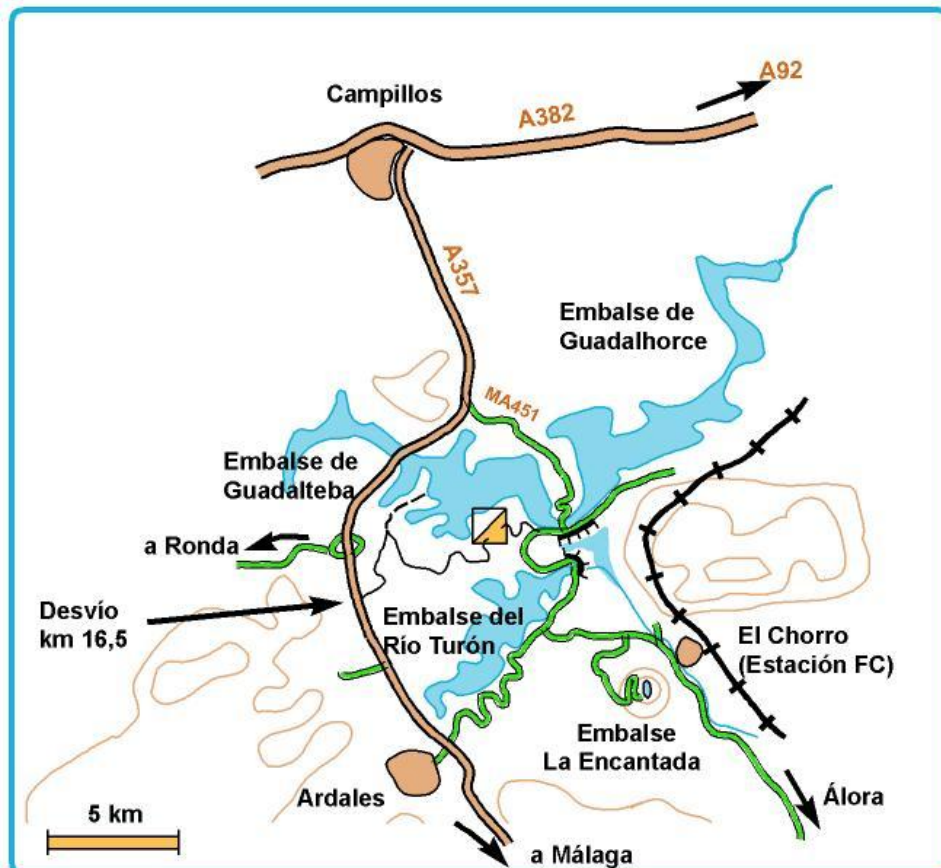 A92
Campillos
A382
A357
Embalse de
Guadalhorce
MA451
Embalse de
Guadalteba
a Ronda
Desvío
km 16,5
Embalse del
Río Turón
El Chorro
(Estación FC)
Embalse
La Encantada
Ardales
Álora
5 km
a Málaga